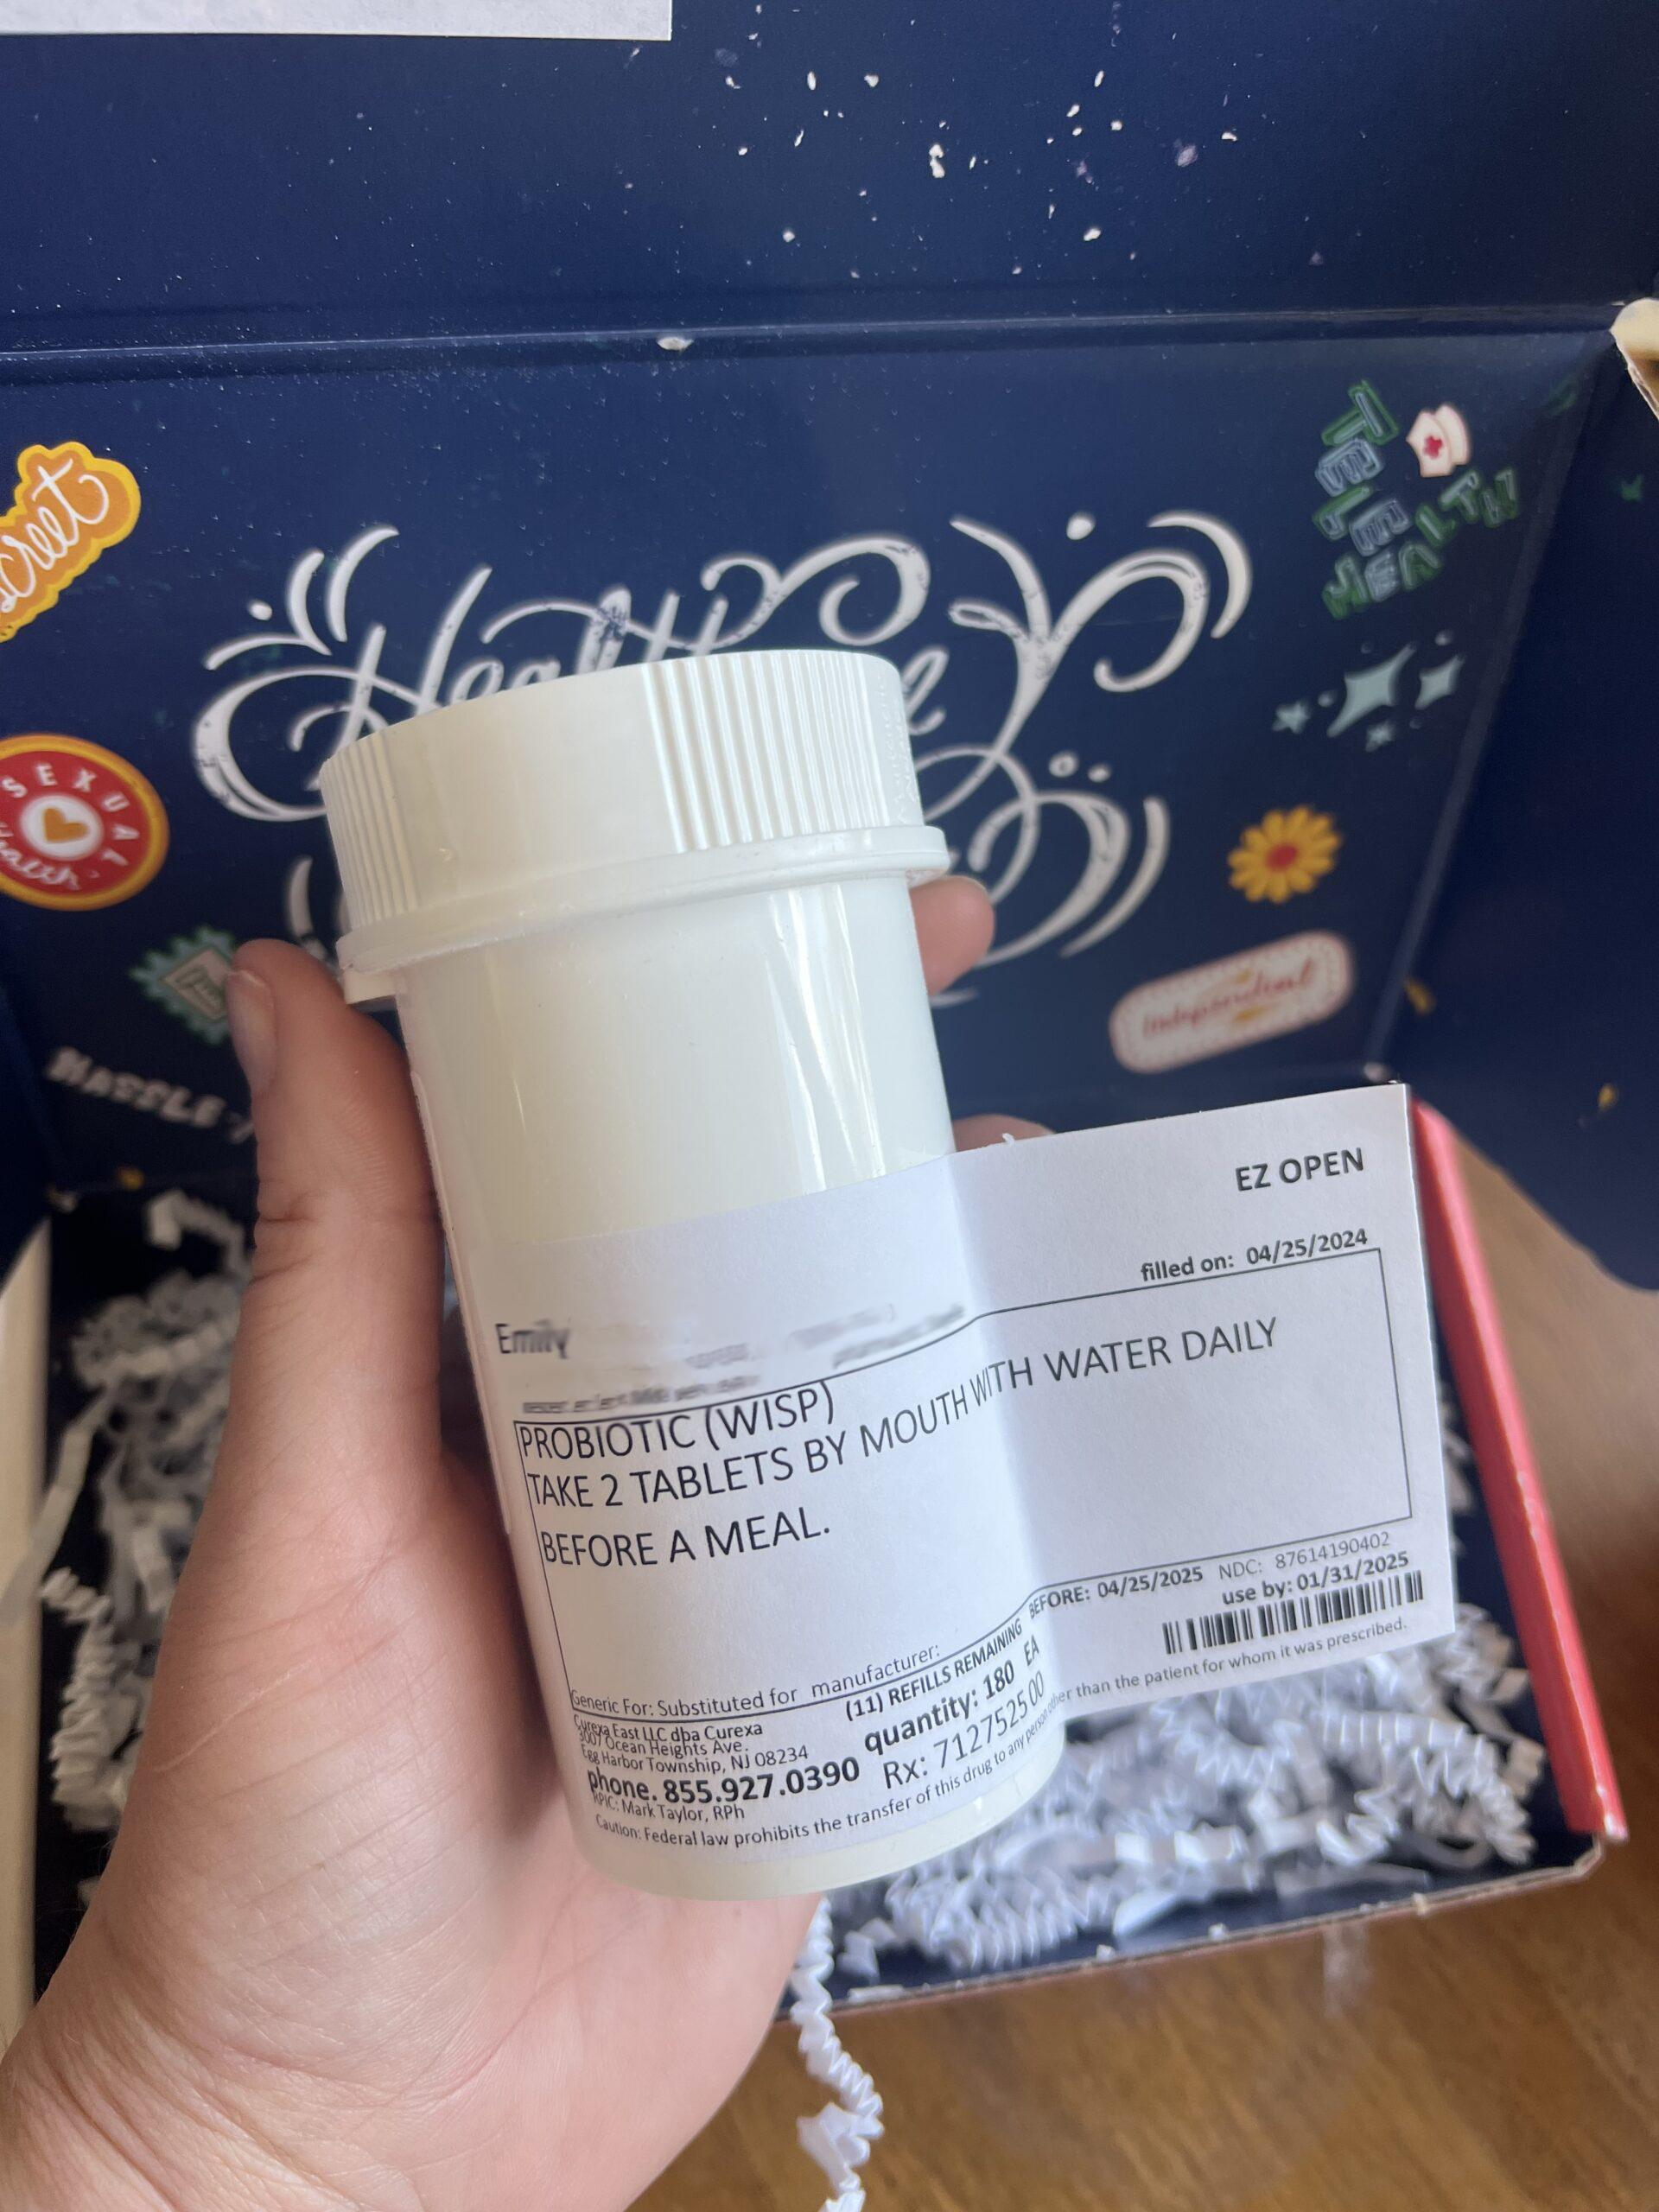 TELE
HEALTH
SEXUAL
Independent
EZ OPEN
filled on: 04/25/2024
Emily
PROBIOTIC (WISP)
TAKE 2 TABLETS BY MOUTH WITH WATER DAILY
BEFORE A MEAL.
Generic For: Substituted for manufacturer:
(11) REFILLS REMAINING BEFORE: 04/25/2025 NDC: 87614190402
Curexa East LLC dba Curexa
3007 Ocean Heights Ave.
Egg Harbor Township, NJ 08234
phone. 855.927.0390
RPIC: Mark Taylor, RPh
quantity: 180 EA
use by: 01/31/2025
Rx: 7127525.00
Caution: Federal law prohibits the transfer of this drug to any person other than the patient for whom it was prescribed.